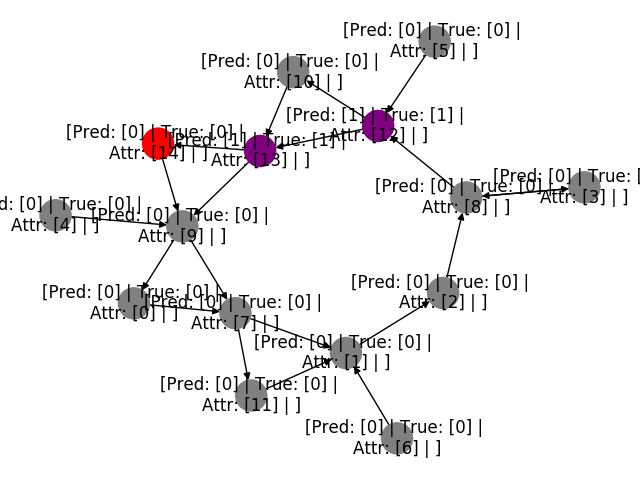 [Pred: [0] | True: [0] |
Attr: [5] | ]
[Pred: [0] | True: [0] |
Attr: [10] | ]
[Pred: [1] | True: [1] |
Attr: [12] | ]
[Pred: [0] | True: [0] |
Attr: [14] | ]
[Pred: [1] | True: [1] |
Attr: [13] | ]
[Pred: [0] | True: [
Attr: [3] | ]
[Pred: [0] | True: [0] |
Attr: [8] | ]
d: [0] | True: [0] |
Attr: [4] | ]
[Pred: [0] | True: [0] |
Attr: [9] | ]
[Pred: [0] | True: [0] |
Attr: [2] | ]
[Pred: [0] | True: [0] |
Attr: [0] | ]
[Pred: [0] | True: [0] |
Attr: [7] | ]
[Pred: [0] | True: [0] |
Attr: [1] | ]
[Pred: [0] | True: [0] |
Attr: [11] | ]
[Pred: [0] | True: [0] |
Attr: [6] | ]